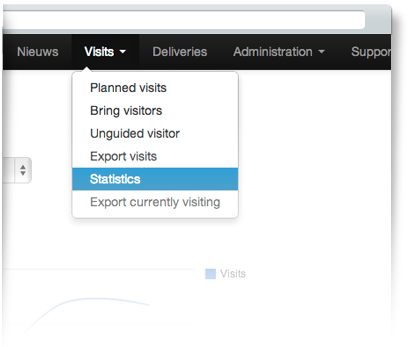 Nieuws Visits Deliveries Administration Suppor
Planned visits
Bring visitors
Unguided visitor
Export visits
Statistics
Export currently visiting
Visits